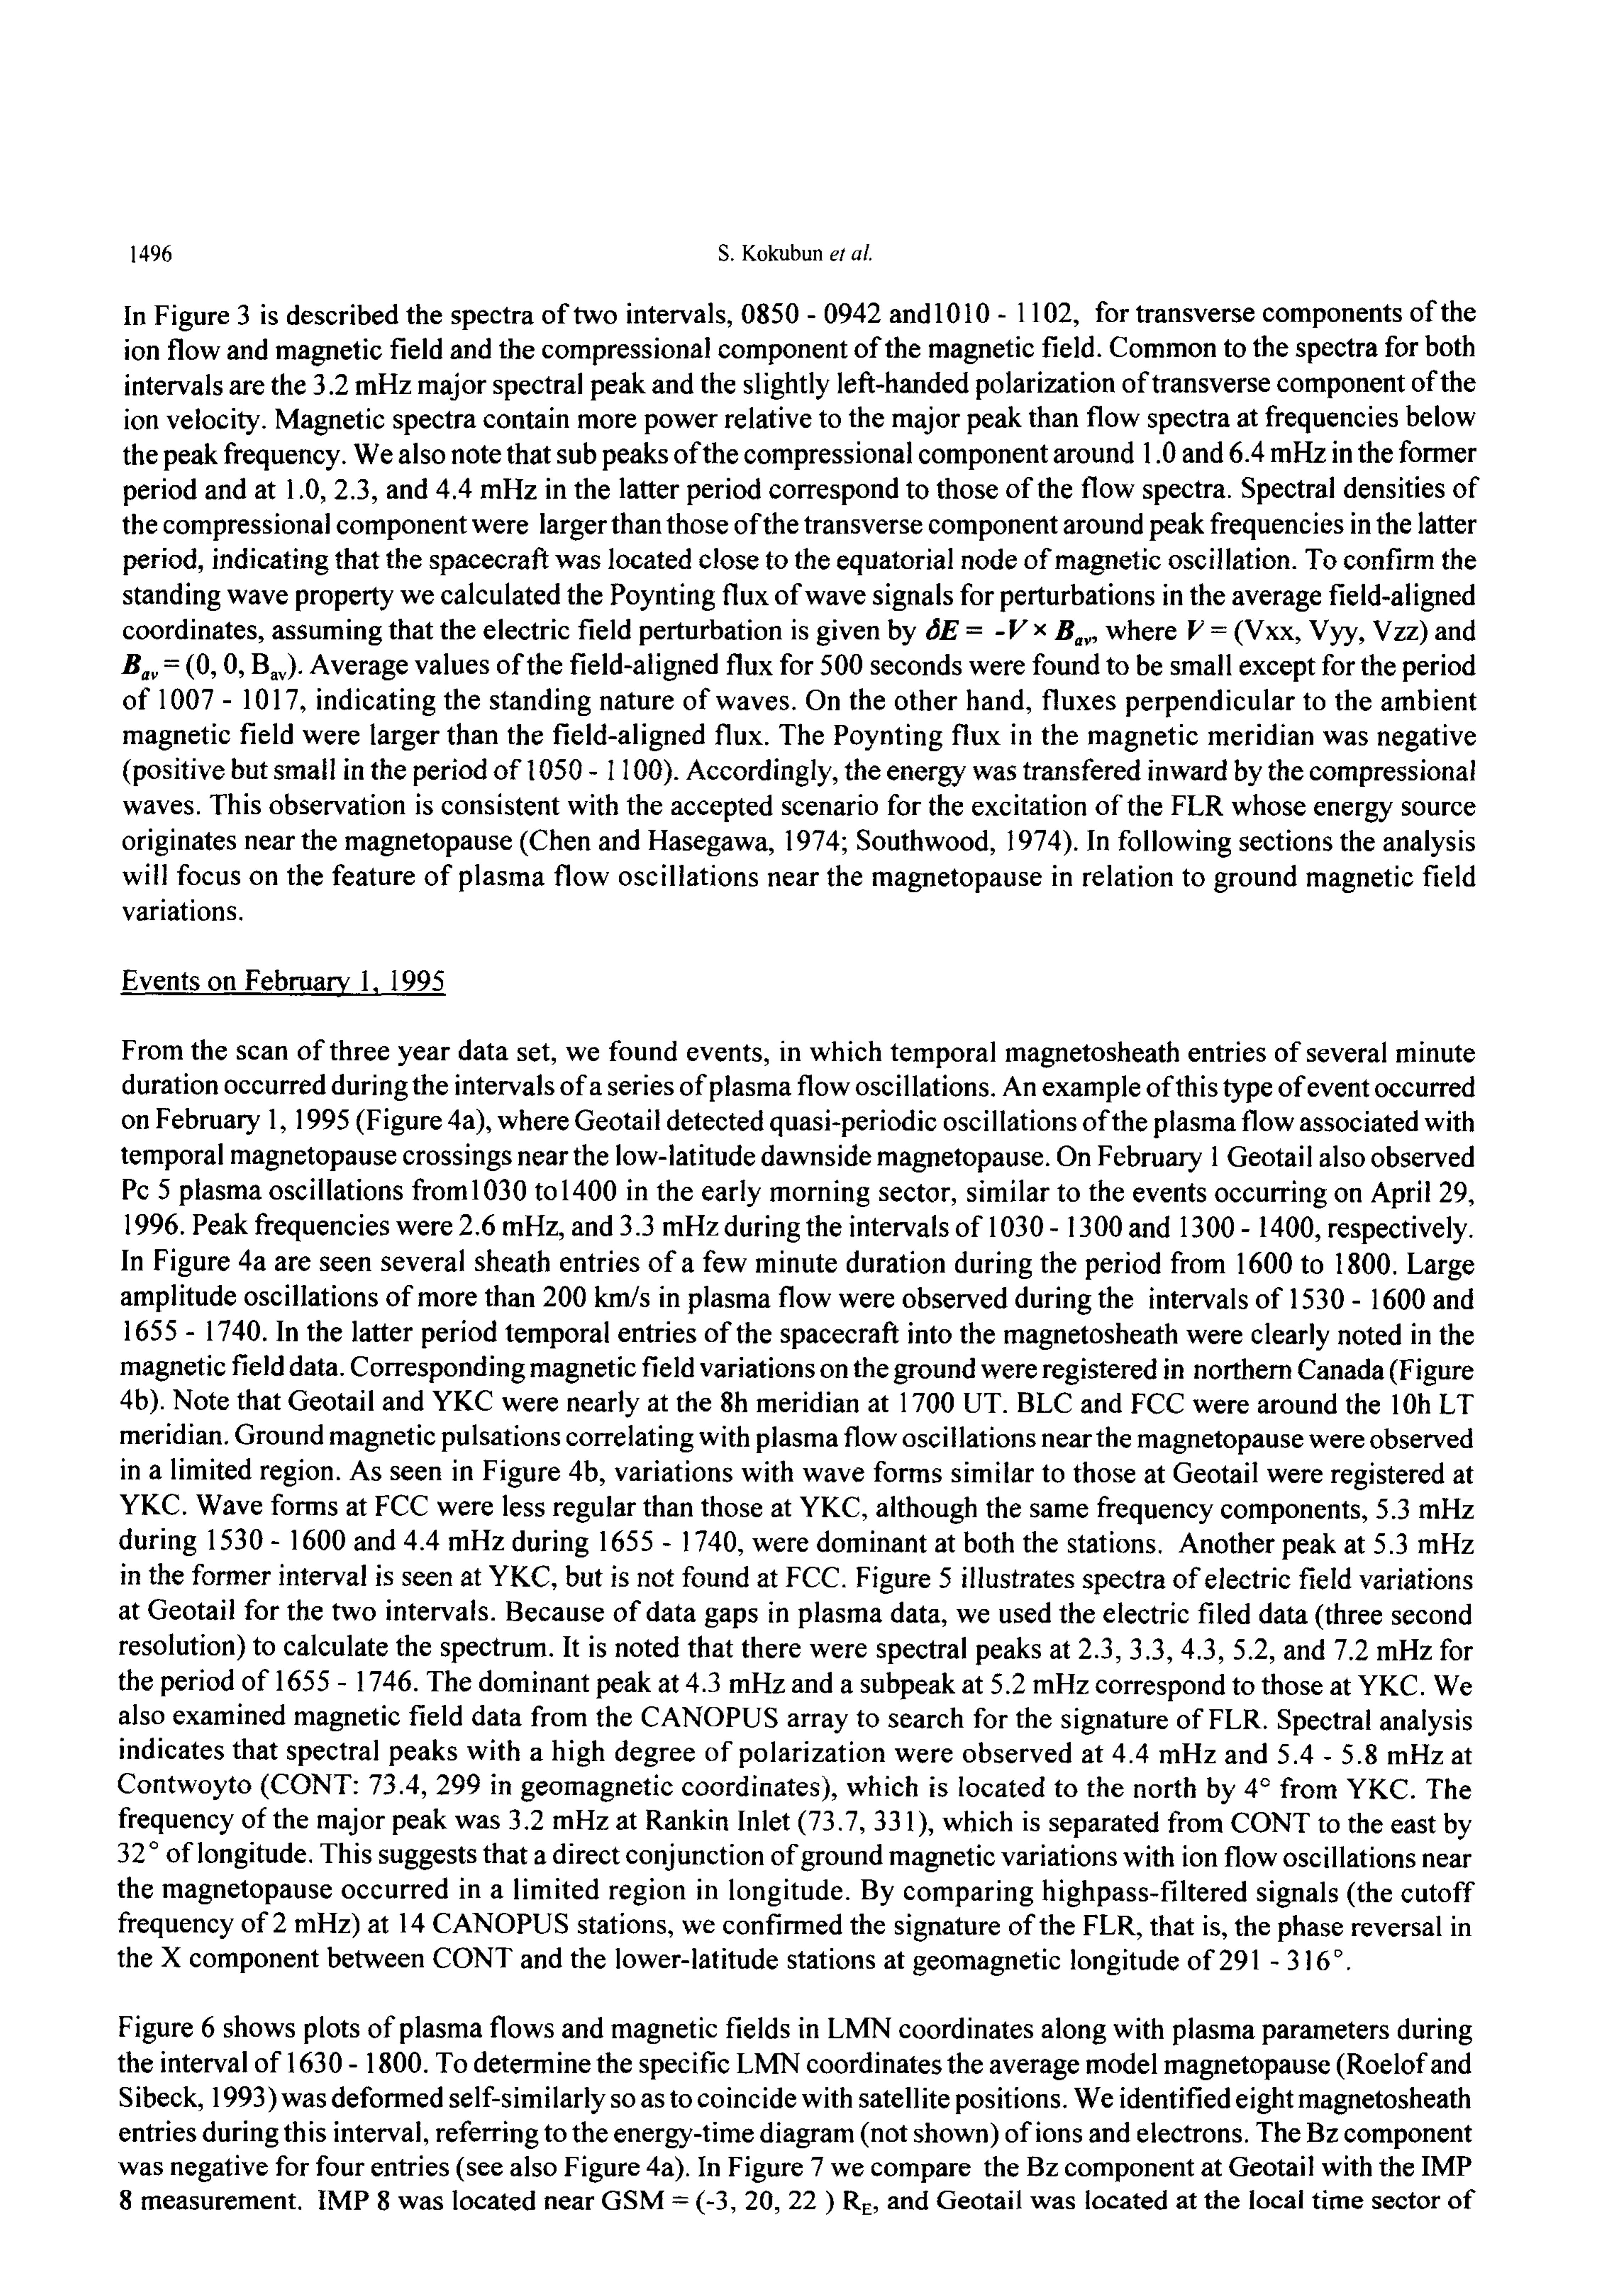 1496
S. Kokubun et al.
In Figure 3 is described the spectra of two intervals, 0850 - 0942 and1010 - 1102, for transverse components of the
ion flow and magnetic field and the compressional component of the magnetic field. Common to the spectra for both
intervals are the 3.2 mHz major spectral peak and the slightly left-handed polarization of transverse component of the
ion velocity. Magnetic spectra contain more power relative to the major peak than flow spectra at frequencies below
the peak frequency. We also note that sub peaks of the compressional component around 1.0 and 6.4 mHz in the former
period and at 1.0, 2.3, and 4.4 mHz in the latter period correspond to those of the flow spectra. Spectral densities of
the compressional component were larger than those of the transverse component around peak frequencies in the latter
period, indicating that the spacecraft was located close to the equatorial node of magnetic oscillation. To confirm the
standing wave property we calculated the Poynting flux of wave signals for perturbations in the average field-aligned
coordinates, assuming that the electric field perturbation is given by δE = -V × Bav, where V = (Vxx, Vyy, Vzz) and
Bav = (0, 0, Bav). Average values of the field-aligned flux for 500 seconds were found to be small except for the period
of 1007 - 1017, indicating the standing nature of waves. On the other hand, fluxes perpendicular to the ambient
magnetic field were larger than the field-aligned flux. The Poynting flux in the magnetic meridian was negative
(positive but small in the period of 1050 - 1100). Accordingly, the energy was transfered inward by the compressional
waves. This observation is consistent with the accepted scenario for the excitation of the FLR whose energy source
originates near the magnetopause (Chen and Hasegawa, 1974; Southwood, 1974). In following sections the analysis
will focus on the feature of plasma flow oscillations near the magnetopause in relation to ground magnetic field
variations.
Events on February 1, 1995
From the scan of three year data set, we found events, in which temporal magnetosheath entries of several minute
duration occurred during the intervals of a series of plasma flow oscillations. An example of this type of event occurred
on February 1, 1995 (Figure 4a), where Geotail detected quasi-periodic oscillations of the plasma flow associated with
temporal magnetopause crossings near the low-latitude dawnside magnetopause. On February 1 Geotail also observed
Pc 5 plasma oscillations from1030 to1400 in the early morning sector, similar to the events occurring on April 29,
1996. Peak frequencies were 2.6 mHz, and 3.3 mHz during the intervals of 1030 - 1300 and 1300 - 1400, respectively.
In Figure 4a are seen several sheath entries of a few minute duration during the period from 1600 to 1800. Large
amplitude oscillations of more than 200 km/s in plasma flow were observed during the intervals of 1530 - 1600 and
1655 - 1740. In the latter period temporal entries of the spacecraft into the magnetosheath were clearly noted in the
magnetic field data. Corresponding magnetic field variations on the ground were registered in northern Canada (Figure
4b). Note that Geotail and YKC were nearly at the 8h meridian at 1700 UT. BLC and FCC were around the 10h LT
meridian. Ground magnetic pulsations correlating with plasma flow oscillations near the magnetopause were observed
in a limited region. As seen in Figure 4b, variations with wave forms similar to those at Geotail were registered at
YKC. Wave forms at FCC were less regular than those at YKC, although the same frequency components, 5.3 mHz
during 1530 - 1600 and 4.4 mHz during 1655 - 1740, were dominant at both the stations. Another peak at 5.3 mHz
in the former interval is seen at YKC, but is not found at FCC. Figure 5 illustrates spectra of electric field variations
at Geotail for the two intervals. Because of data gaps in plasma data, we used the electric filed data (three second
resolution) to calculate the spectrum. It is noted that there were spectral peaks at 2.3, 3.3, 4.3, 5.2, and 7.2 mHz for
the period of 1655 - 1746. The dominant peak at 4.3 mHz and a subpeak at 5.2 mHz correspond to those at YKC. We
also examined magnetic field data from the CANOPUS array to search for the signature of FLR. Spectral analysis
indicates that spectral peaks with a high degree of polarization were observed at 4.4 mHz and 5.4 - 5.8 mHz at
Contwoyto (CONT: 73.4, 299 in geomagnetic coordinates), which is located to the north by 4° from YKC. The
frequency of the major peak was 3.2 mHz at Rankin Inlet (73.7, 331), which is separated from CONT to the east by
32° of longitude. This suggests that a direct conjunction of ground magnetic variations with ion flow oscillations near
the magnetopause occurred in a limited region in longitude. By comparing highpass-filtered signals (the cutoff
frequency of 2 mHz) at 14 CANOPUS stations, we confirmed the signature of the FLR, that is, the phase reversal in
the X component between CONT and the lower-latitude stations at geomagnetic longitude of 291 - 316°.
Figure 6 shows plots of plasma flows and magnetic fields in LMN coordinates along with plasma parameters during
the interval of 1630 - 1800. To determine the specific LMN coordinates the average model magnetopause (Roelof and
Sibeck, 1993) was deformed self-similarly so as to coincide with satellite positions. We identified eight magnetosheath
entries during this interval, referring to the energy-time diagram (not shown) of ions and electrons. The Bz component
was negative for four entries (see also Figure 4a). In Figure 7 we compare the Bz component at Geotail with the IMP
8 measurement. IMP 8 was located near GSM = (-3, 20, 22 ) RE, and Geotail was located at the local time sector of